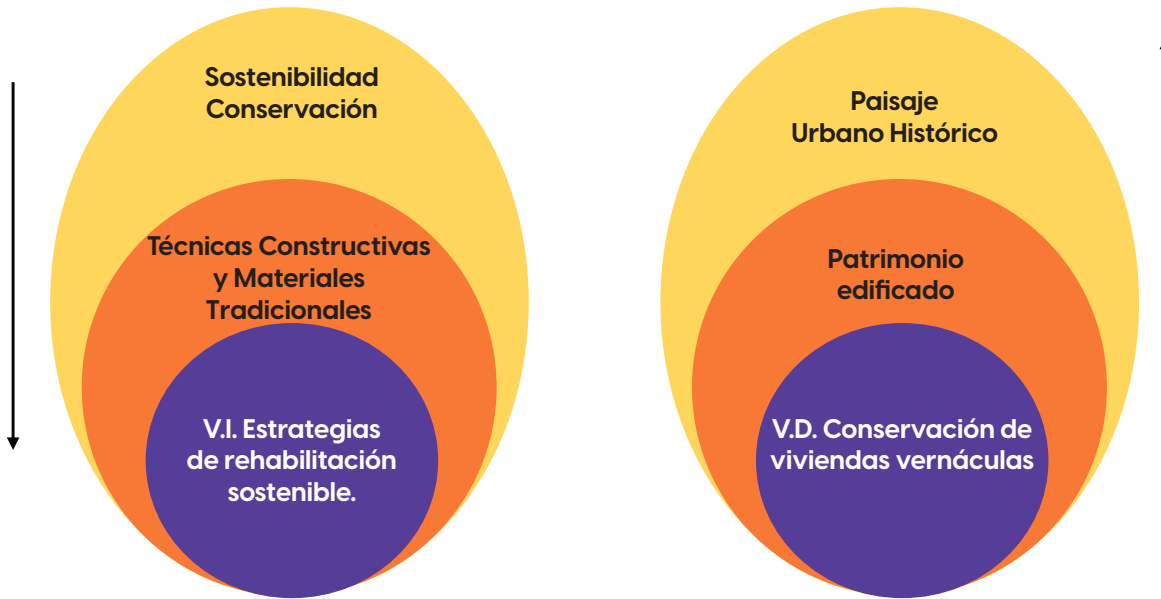 Sostenibilidad
Conservación
Técnicas Constructivas
y Materiales
Tradicionales
V.I. Estrategias
de rehabilitación
sostenible.
Paisaje
Urbano Histórico
Patrimonio
edificado
V.D. Conservación de
viviendas vernáculas